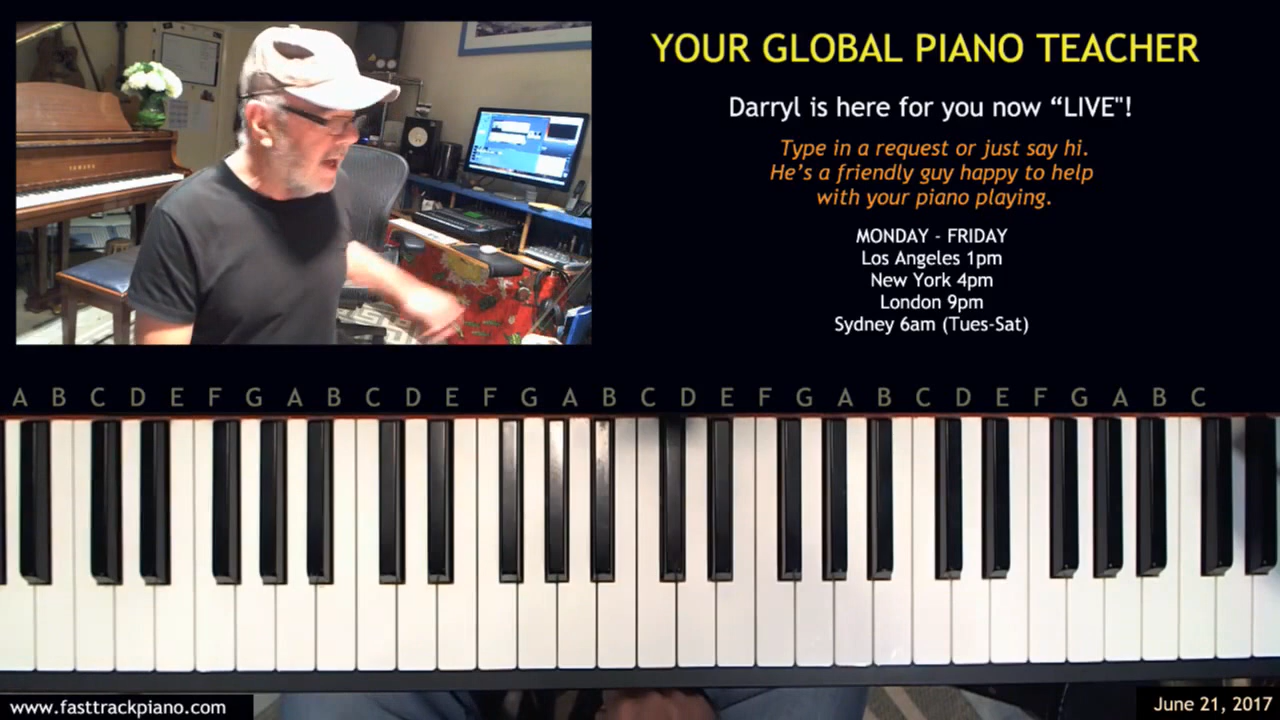 YOUR GLOBAL PIANO TEACHER
Darryl is here for you now “LIVE"!
Type in a request or just say hi.
He’s a friendly guy happy to help
with your piano playing.
MONDAY - FRIDAY
Los Angeles 1pm
New York 4pm
London 9pm
Sydney 6am (Tues-Sat)
YAMAHA
A B C D E F G A B C D E F G A B C D E F G A B C D E F G A B C
www.fasttrackpiano.com
June 21, 2017